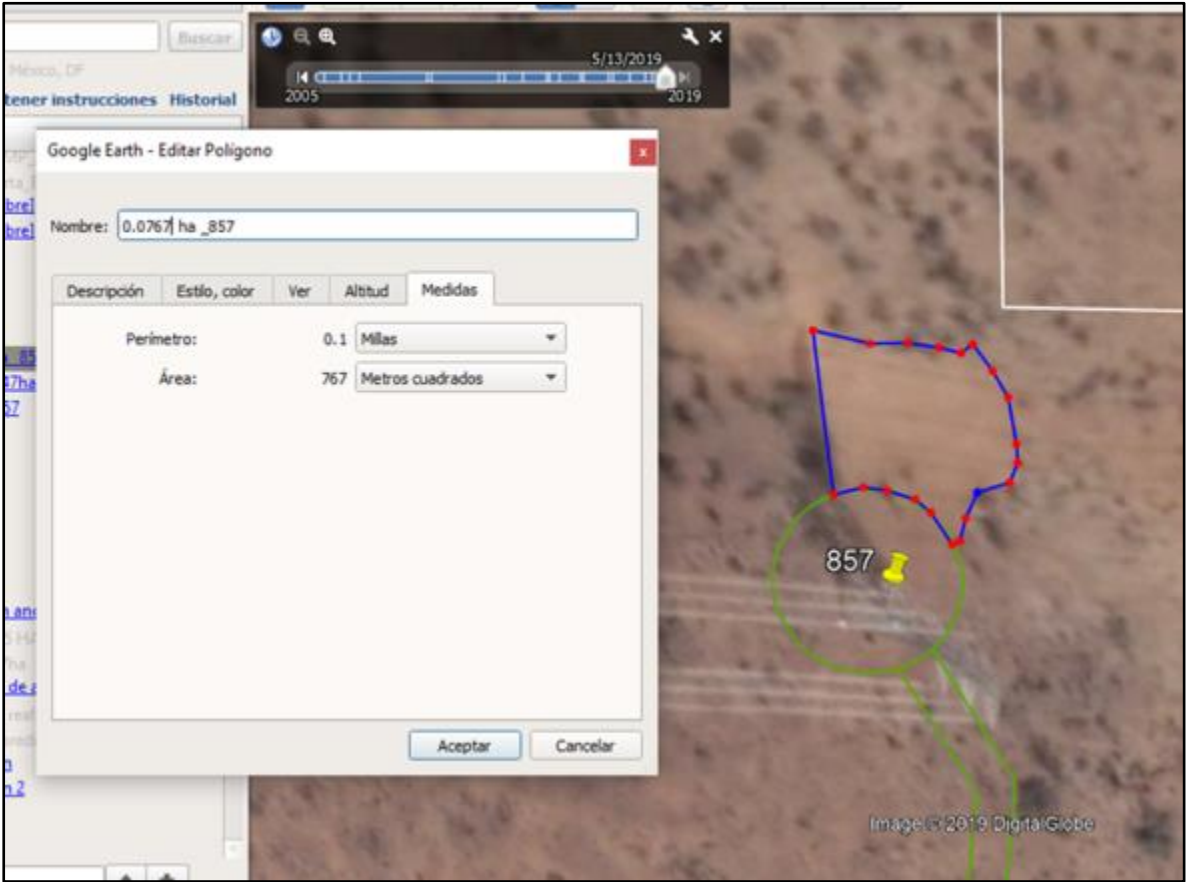 Buscar
México, DF
tener instrucciones Historial
5/13/2019
2005
2019
Google Earth - Editar Polígono
Nombre: 0.0767 ha _857
Descripción Estilo, color Ver Altitud Medidas
Perímetro: 0.1 Millas
Área: 767 Metros cuadrados
Aceptar Cancelar
857
Image © 2019 DigitalGlobe